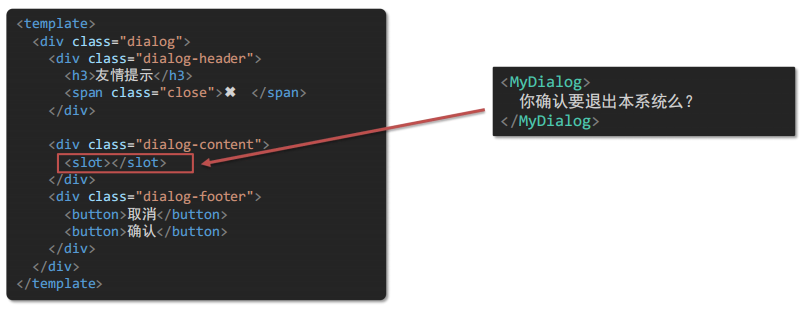 <template>
  <div class="dialog">
    <div class="dialog-header">
      <h3>友情提示</h3>
      <span class="close">✖ </span>
    </div>

    <div class="dialog-content">
      <slot></slot>
    </div>
    <div class="dialog-footer">
      <button>取消</button>
      <button>确认</button>
    </div>
  </div>
</template>
<MyDialog>
  你确认要退出本系统么？
</MyDialog>